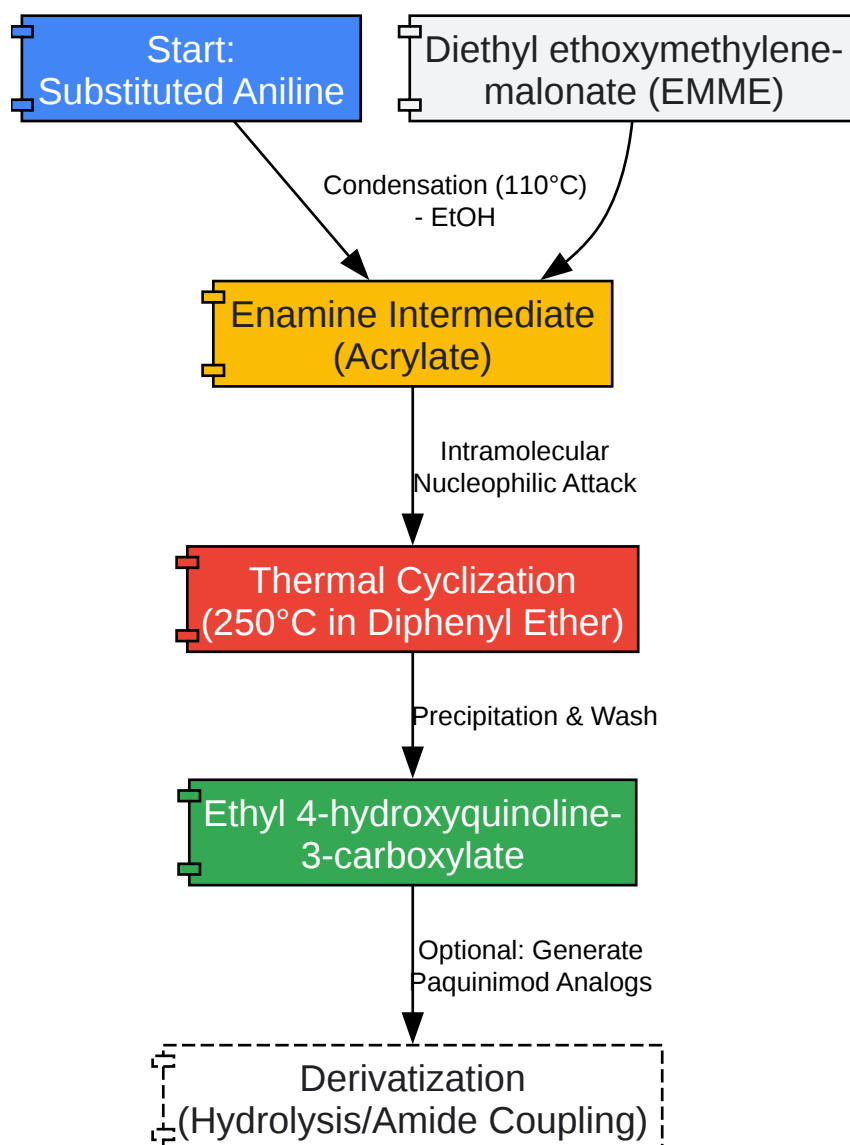 Start:
Substituted Aniline
Diethyl ethoxymethylene-
malonate (EMME)
Condensation (110°C)
- EtOH
Enamine Intermediate
(Acrylate)
Intramolecular
Nucleophilic Attack
Thermal Cyclization
(250°C in Diphenyl Ether)
Precipitation & Wash
Ethyl 4-hydroxyquinoline-
3-carboxylate
Optional: Generate
Paquinimod Analogs
Derivatization
(Hydrolysis/Amide Coupling)